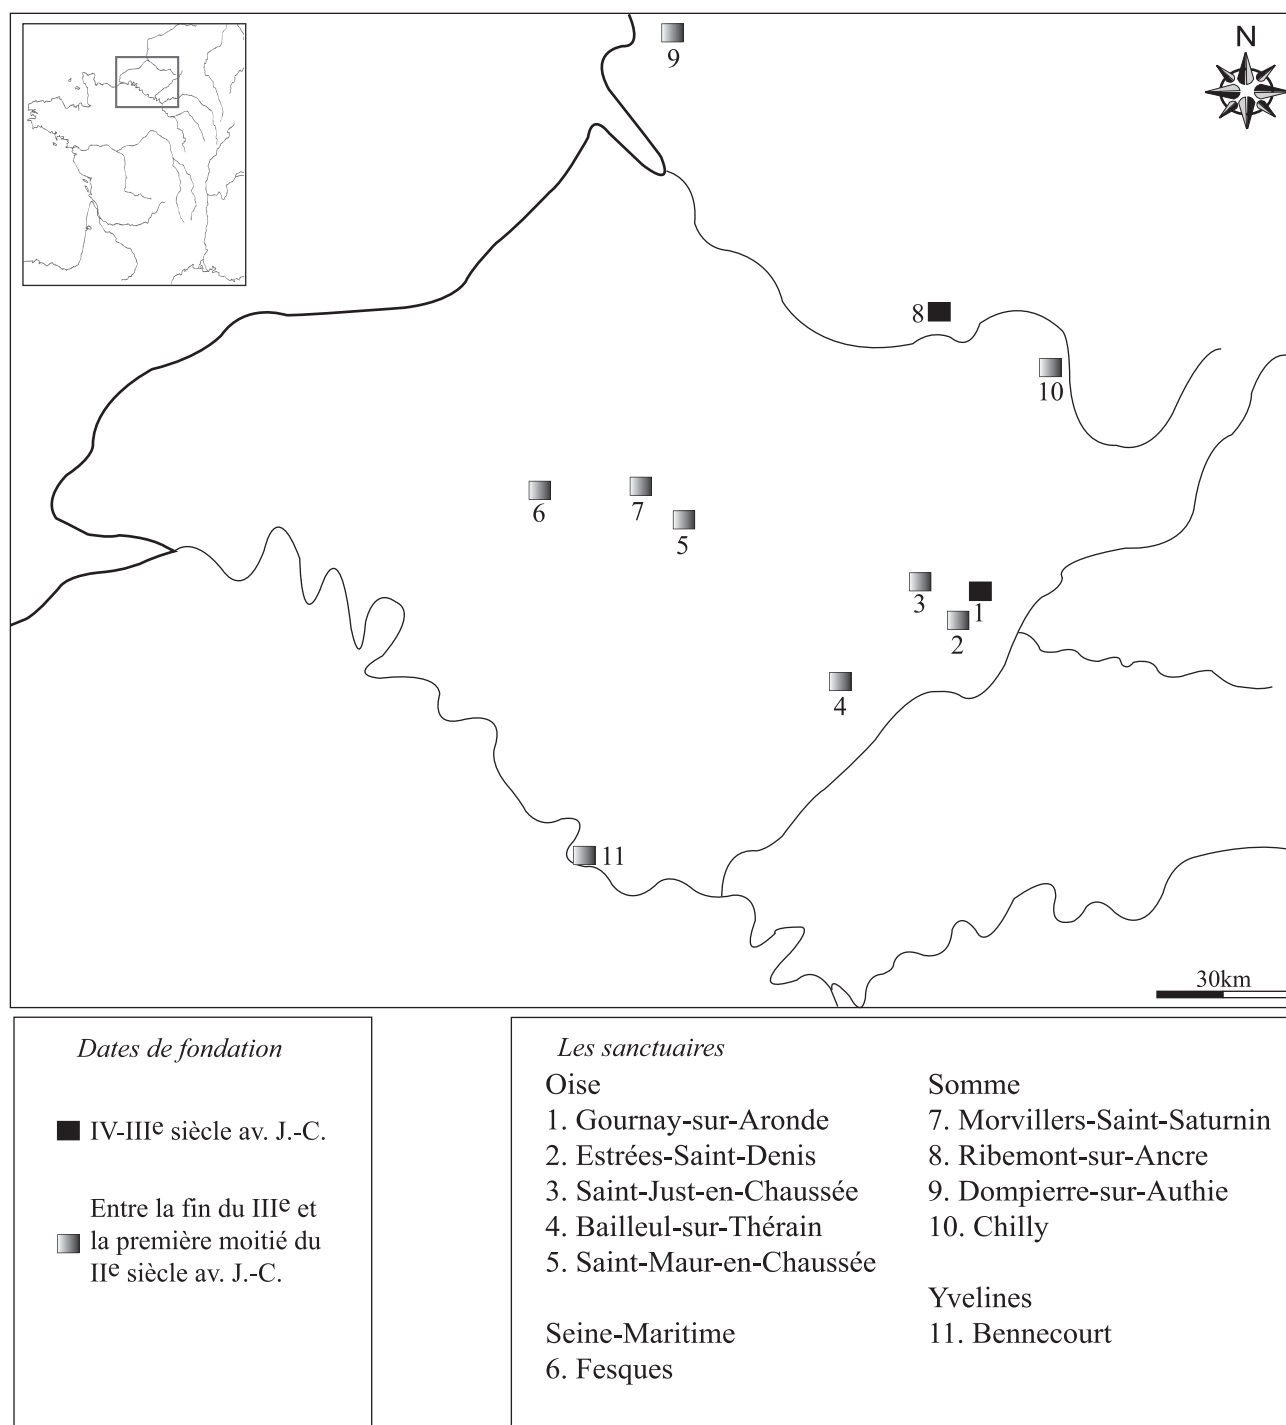 N
9
8
10
6
7
5
3
1
2
4
11
30km
Dates de fondation
IV-IIIe siècle av. J.-C.
Entre la fin du IIIe et
la première moitié du
IIe siècle av. J.-C.
Les sanctuaires
Oise
1. Gournay-sur-Aronde
2. Estrées-Saint-Denis
3. Saint-Just-en-Chaussée
4. Bailleul-sur-Thérain
5. Saint-Maur-en-Chaussée
Seine-Maritime
6. Fesques
Somme
7. Morvillers-Saint-Saturnin
8. Ribemont-sur-Ancre
9. Dompierre-sur-Authie
10. Chilly
Yvelines
11. Bennecourt